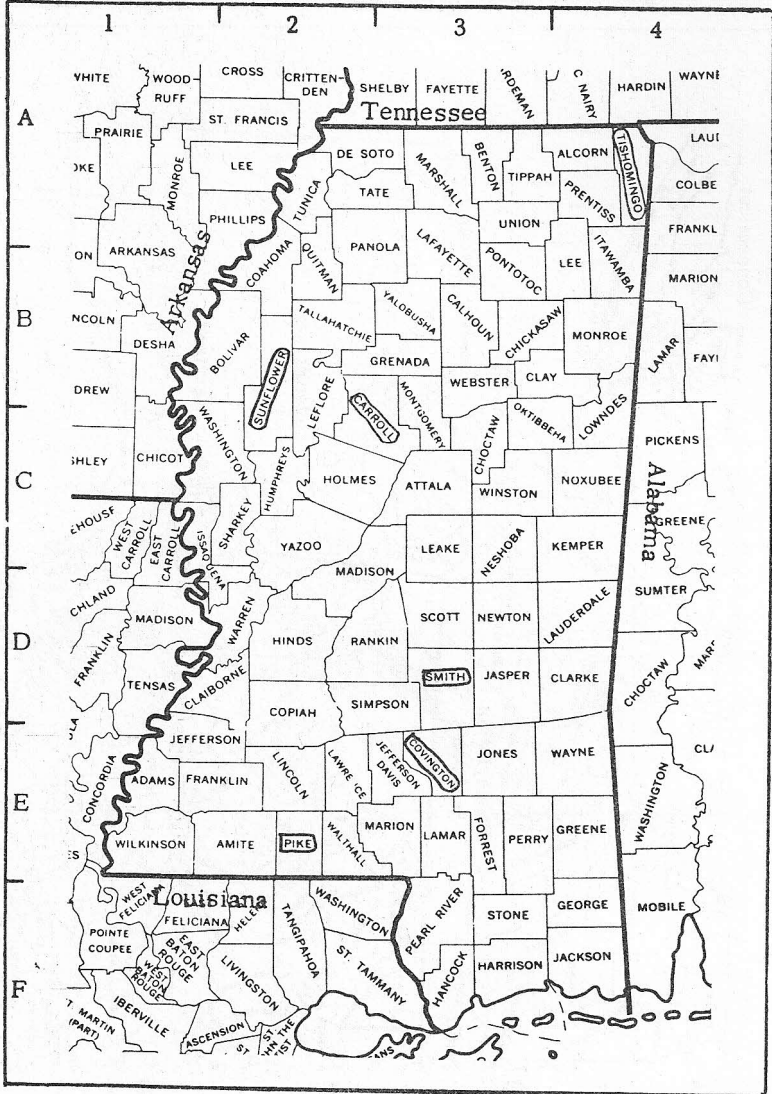 1 2 3 4
A
B
C
D
E
F
WHITE
WOOD-
RUFF
CROSS
CRITTEN-
DEN
SHELBY
FAYETTE
HARDIN
Tennessee
PRAIRIE
ST. FRANCIS
MONROE
LEE
PHILLIPS
ARKANSAS
Arkansas
TUNICA
DE SOTO
TATE
MARSHALL
BENTON
TIPPAH
ALCORN
PRENTISS
TISHOMINGO
UNION
COAHOMA
QUITMAN
PANOLA
LAFAYETTE
PONTOTOC
LEE
ITAWAMBA
MARION
DESHA
DREW
BOLIVAR
SUNFLOWER
TALLAHATCHIE
YALOBUSHA
CALHOUN
CHICKASAW
MONROE
LAMAR
GRENADA
WEBSTER
CLAY
LEFLORE
CARROLL
MONTGOMERY
CHOCTAW
OKTIBBEHA
LOWNDES
PICKENS
CHICOT
WASHINGTON
HUMPHREYS
HOLMES
ATTALA
WINSTON
NOXUBEE
Alabama
GREENE
WEST
CARROLL
EAST
CARROLL
ISSAQUENA
SHARKEY
YAZOO
MADISON
LEAKE
NESHOBA
KEMPER
SUMTER
FRANKLIN
MADISON
WARREN
HINDS
RANKIN
SCOTT
NEWTON
LAUDERDALE
TENSAS
CLAIBORNE
COPIAH
SIMPSON
SMITH
JASPER
CLARKE
CHOCTAW
CONCORDIA
JEFFERSON
ADAMS
FRANKLIN
LINCOLN
JEFFERSON
DAVIS
COVINGTON
JONES
WAYNE
WASHINGTON
WILKINSON
AMITE
PIKE
WALTHALL
MARION
LAMAR
FORREST
PERRY
GREENE
Louisiana
WEST
FELICIANA
FELICIANA
POINTE
COUPEE
EAST
BATON
ROUGE
WEST
BATON
ROUGE
LIVINGSTON
TANGIPAHOA
WASHINGTON
ST. TAMMANY
PEARL RIVER
HANCOCK
STONE
HARRISON
GEORGE
JACKSON
MOBILE
MARTIN
(PART)
IBERVILLE
ASCENSION